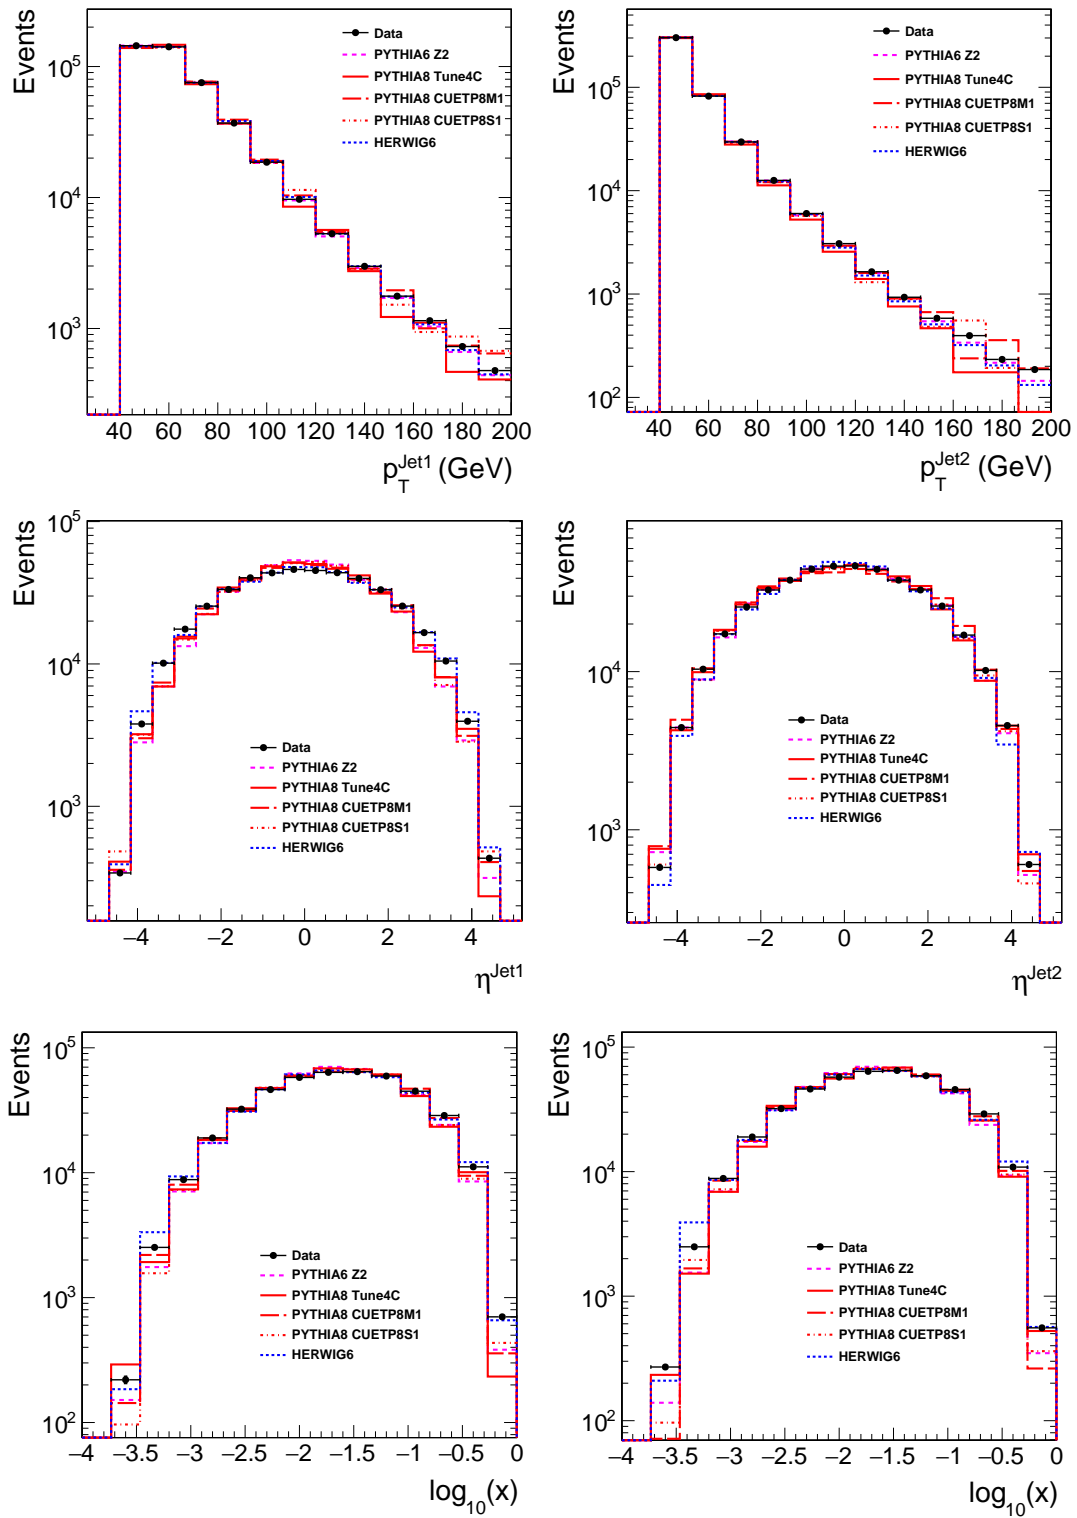 Events
10^5
10^4
10^3
Data
PYTHIA6 Z2
PYTHIA8 Tune4C
PYTHIA8 CUETP8M1
PYTHIA8 CUETP8S1
HERWIG6
40 60 80 100 120 140 160 180 200
p_T^Jet1 (GeV)
Events
10^5
10^4
10^3
10^2
Data
PYTHIA6 Z2
PYTHIA8 Tune4C
PYTHIA8 CUETP8M1
PYTHIA8 CUETP8S1
HERWIG6
40 60 80 100 120 140 160 180 200
p_T^Jet2 (GeV)
Events
10^5
10^4
10^3
Data
PYTHIA6 Z2
PYTHIA8 Tune4C
PYTHIA8 CUETP8M1
PYTHIA8 CUETP8S1
HERWIG6
−4 −2 0 2 4
η^Jet1
Events
10^4
10^3
Data
PYTHIA6 Z2
PYTHIA8 Tune4C
PYTHIA8 CUETP8M1
PYTHIA8 CUETP8S1
HERWIG6
−4 −2 0 2 4
η^Jet2
Events
10^5
10^4
10^3
10^2
Data
PYTHIA6 Z2
PYTHIA8 Tune4C
PYTHIA8 CUETP8M1
PYTHIA8 CUETP8S1
HERWIG6
−4 −3.5 −3 −2.5 −2 −1.5 −1 −0.5 0
log_10(x)
Events
10^5
10^4
10^3
10^2
Data
PYTHIA6 Z2
PYTHIA8 Tune4C
PYTHIA8 CUETP8M1
PYTHIA8 CUETP8S1
HERWIG6
−4 −3.5 −3 −2.5 −2 −1.5 −1 −0.5 0
log_10(x)